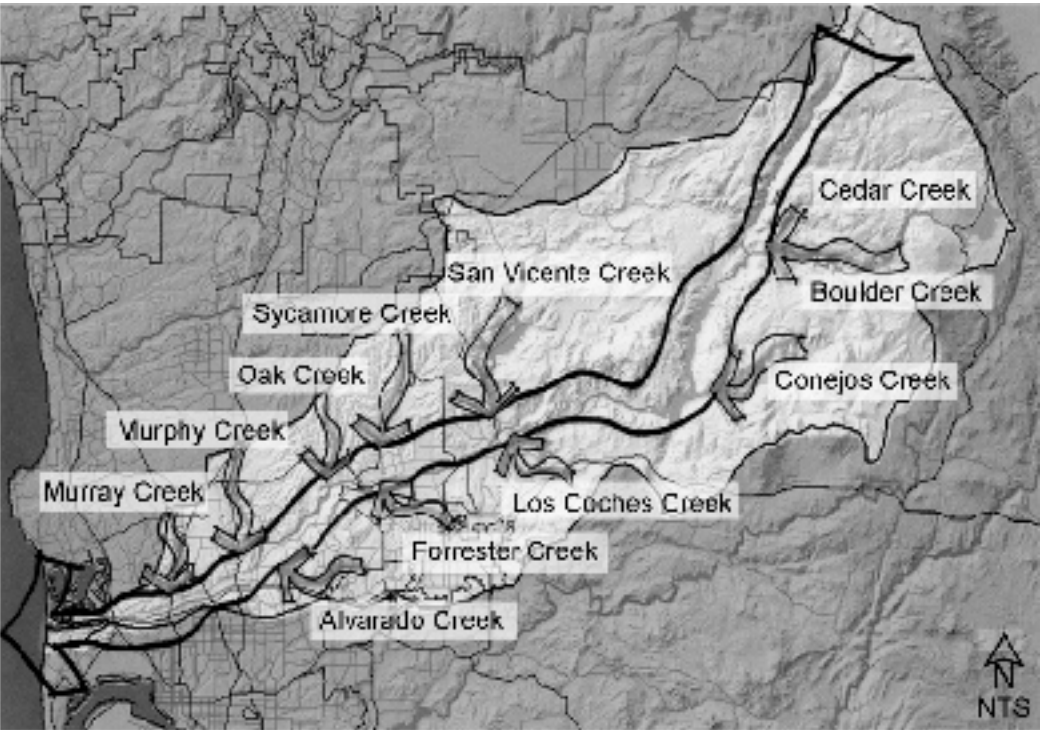 Cedar Creek
San Vicente Creek
Boulder Creek
Sycamore Creek
Oak Creek
Conejos Creek
Murphy Creek
Murray Creek
Los Coches Creek
Forrester Creek
Alvarado Creek
N
NTS